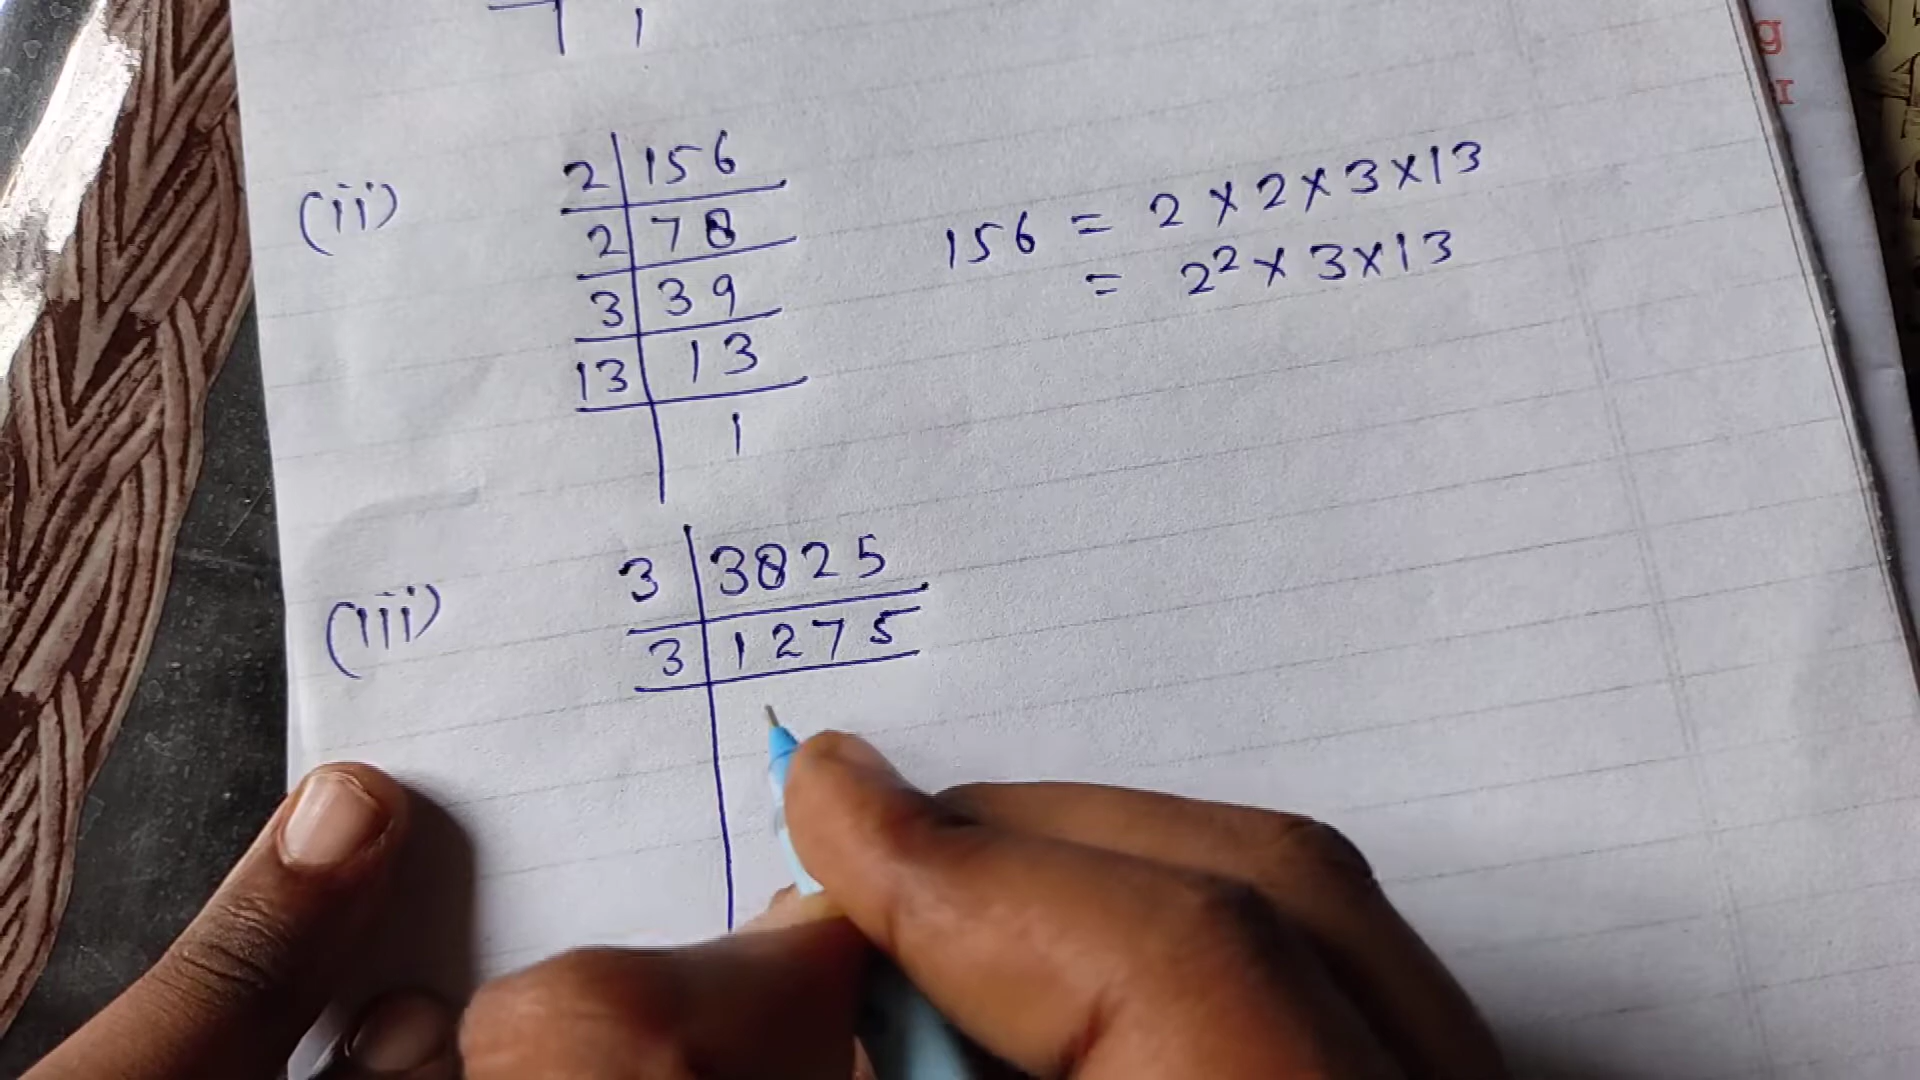 (ii)
2 | 156
2 | 78
3 | 39
13 | 13
1
156 = 2 × 2 × 3 × 13
= 2² × 3 × 13
(iii)
3 | 3825
3 | 1275
g
r